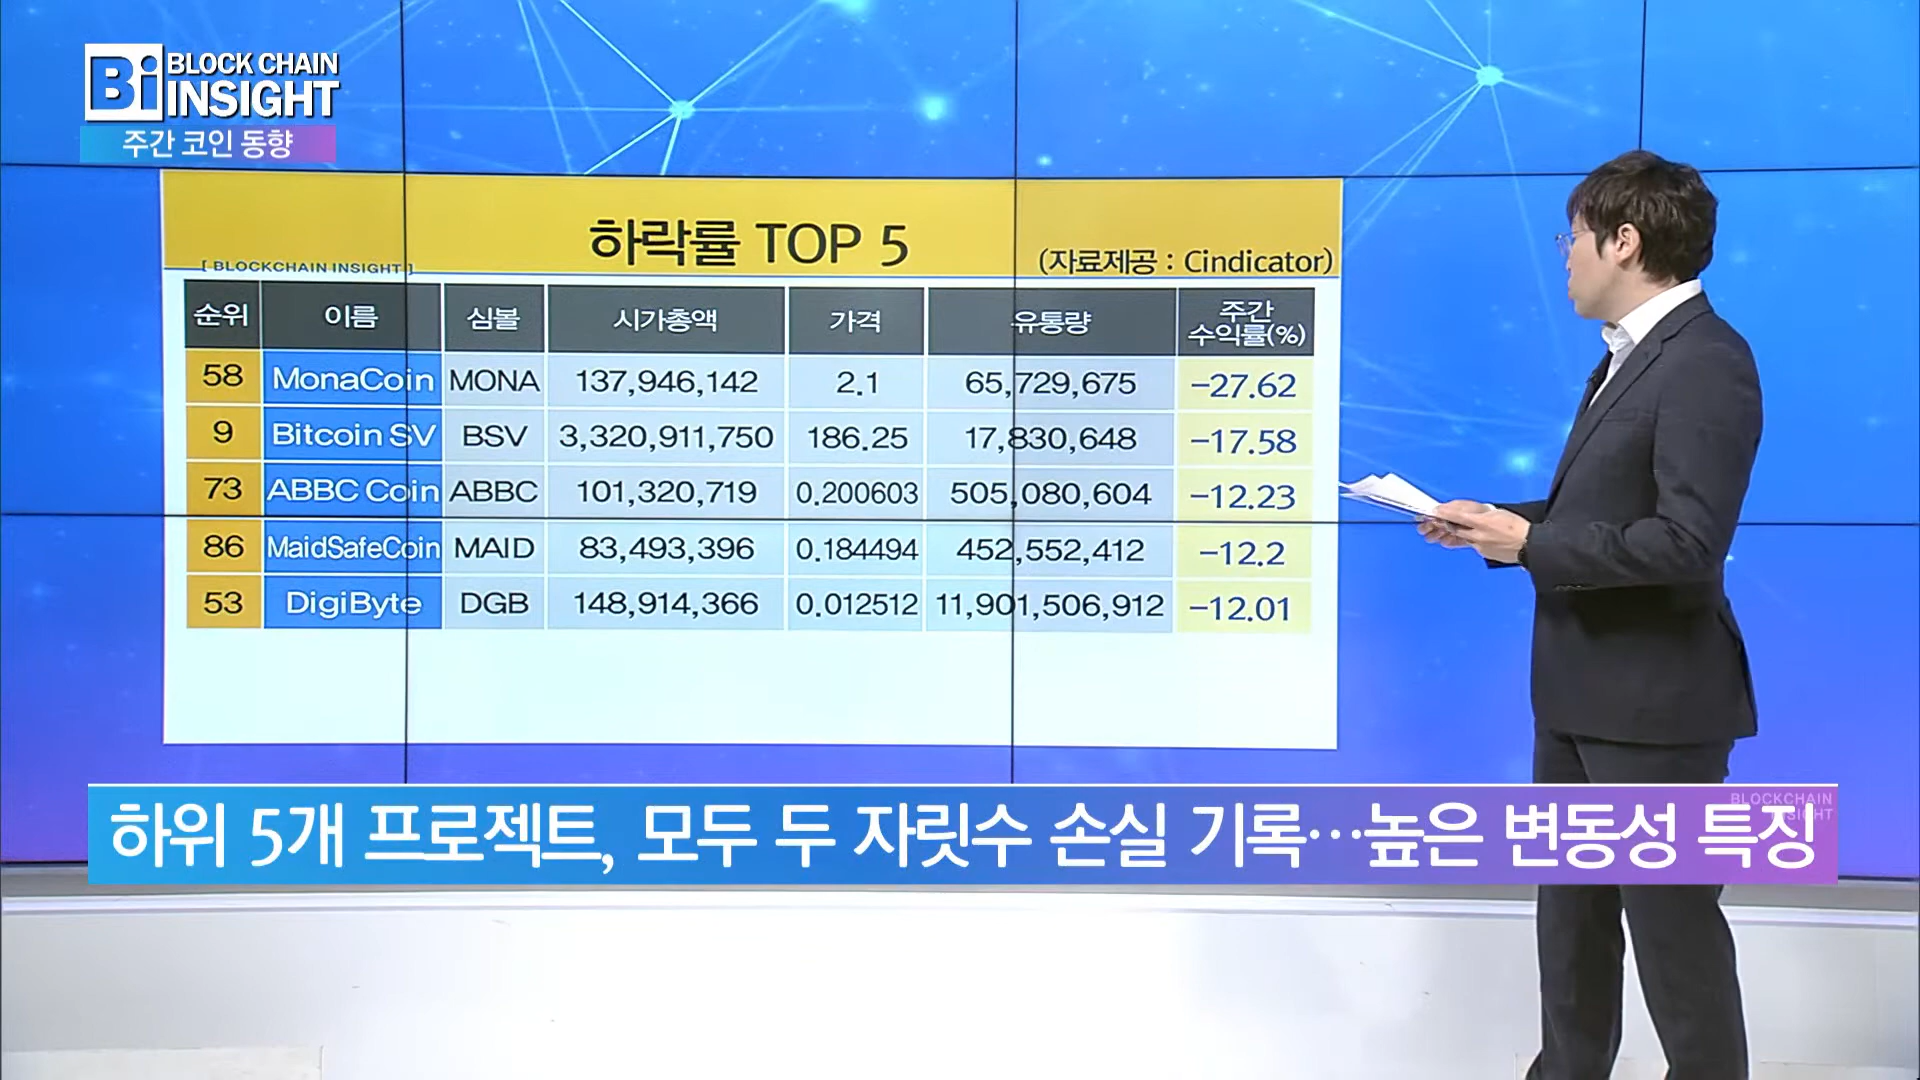 Bi BLOCK CHAIN
INSIGHT
주간 코인 동향
하락률 TOP 5
[ BLOCKCHAIN INSIGHT ]
(자료제공 : Cindicator)
순위 이름 심볼 시가총액 가격 유통량 주간 수익률(%)
58 MonaCoin MONA 137,946,142 2.1 65,729,675 -27.62
9 Bitcoin SV BSV 3,320,911,750 186.25 17,830,648 -17.58
73 ABBC Coin ABBC 101,320,719 0.200603 505,080,604 -12.23
86 MaidSafeCoin MAID 83,493,396 0.184494 452,552,412 -12.2
53 DigiByte DGB 148,914,366 0.012512 11,901,506,912 -12.01
하위 5개 프로젝트, 모두 두 자릿수 손실 기록…높은 변동성 특징
BLOCKCHAIN
INSIGHT